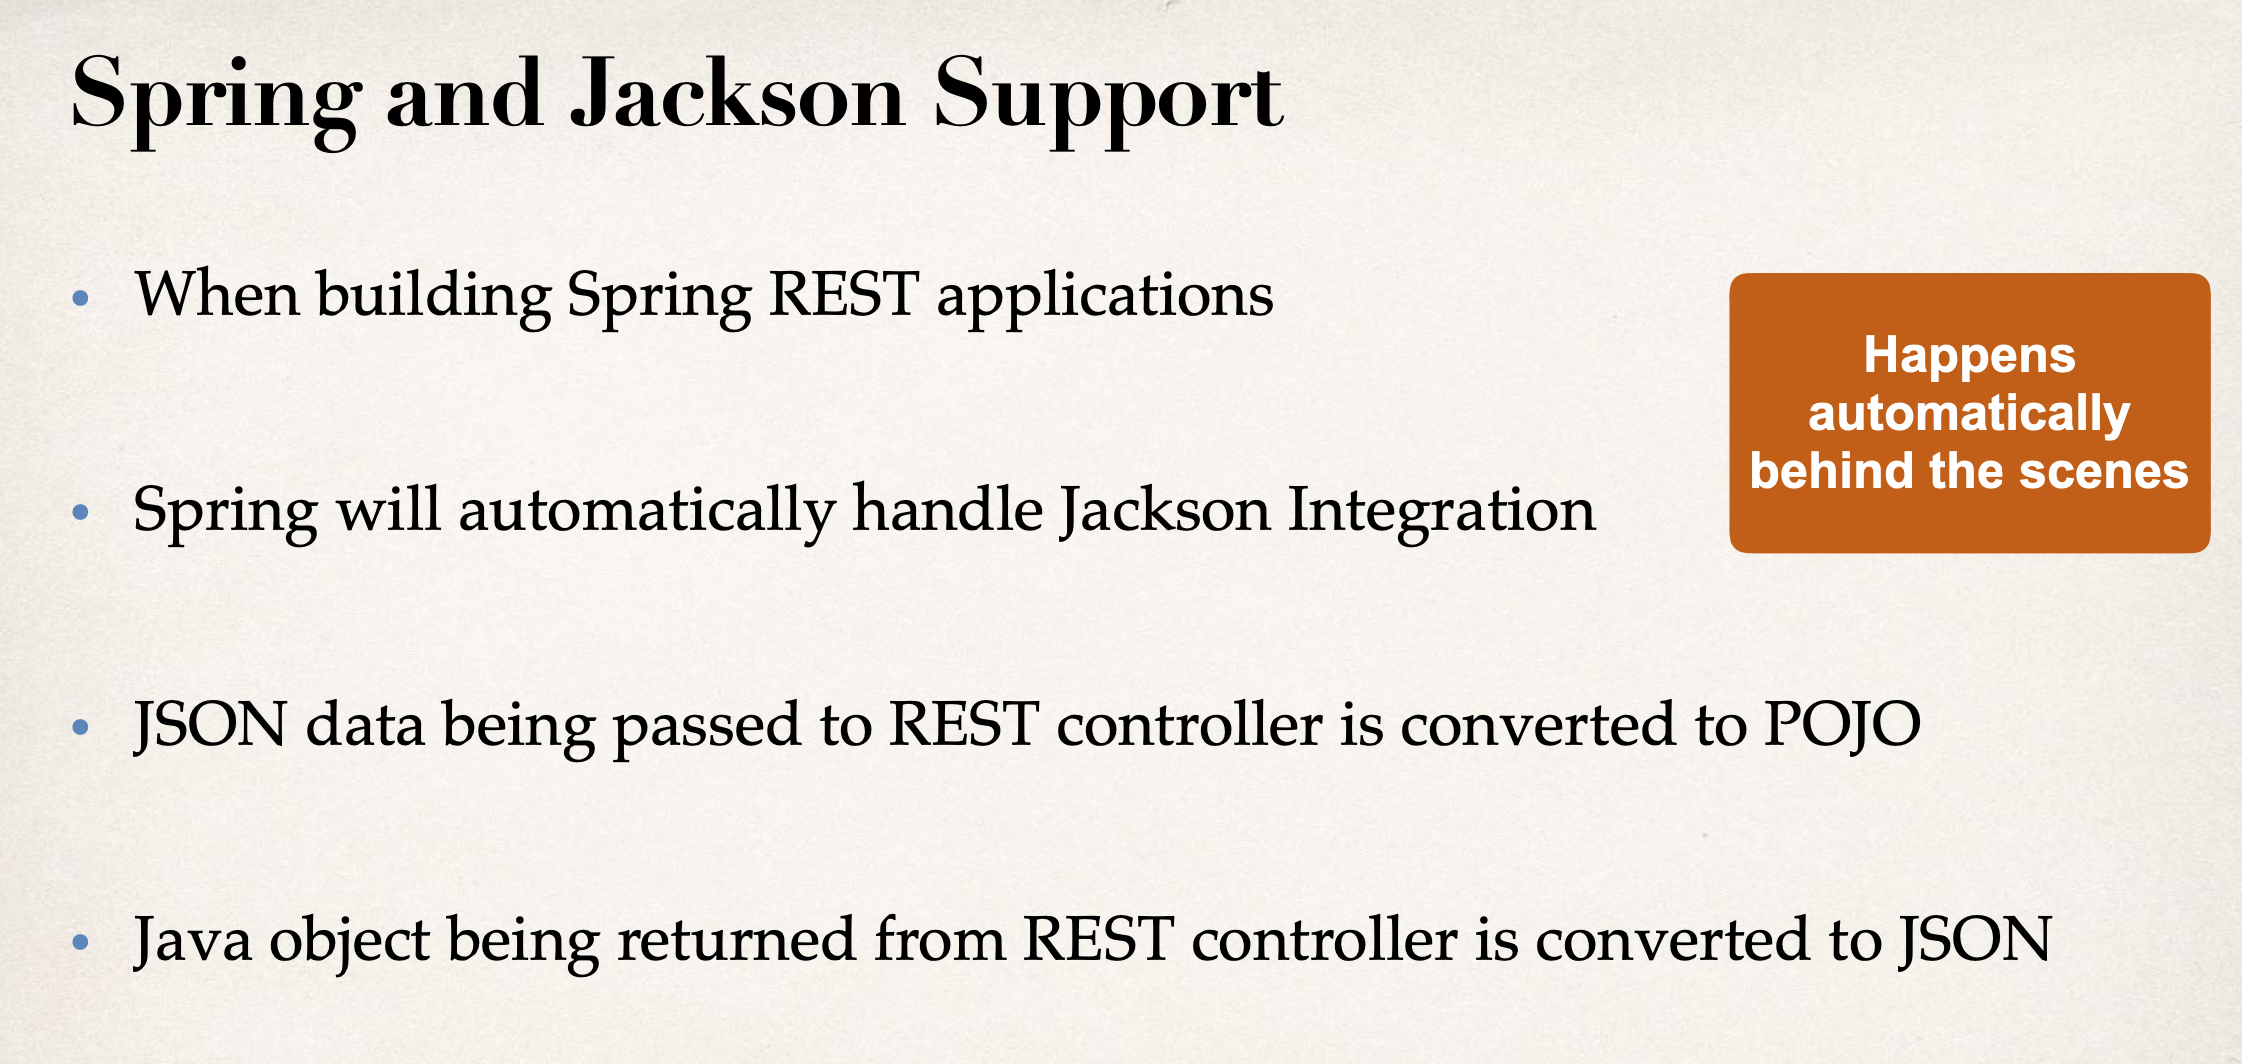 Spring and Jackson Support
• When building Spring REST applications
Happens
automatically
behind the scenes
• Spring will automatically handle Jackson Integration
• JSON data being passed to REST controller is converted to POJO
• Java object being returned from REST controller is converted to JSON